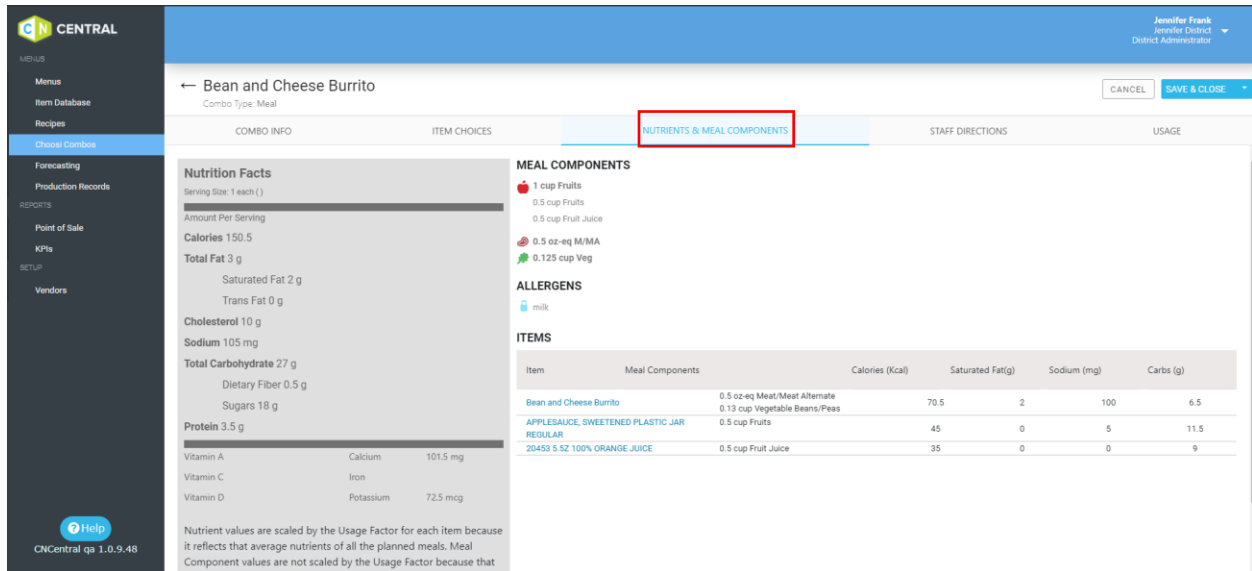 CN CENTRAL
Jennifer Frank
Jennifer District
District Administrator
MENUS
Menus
Item Database
Recipes
Choosi Combos
Forecasting
Production Records
REPORTS
Point of Sale
KPIs
SETUP
Vendors
Help
CNCentral qa 1.0.9.48
← Bean and Cheese Burrito
Combo Type: Meal
CANCEL SAVE & CLOSE
COMBO INFO ITEM CHOICES NUTRIENTS & MEAL COMPONENTS STAFF DIRECTIONS USAGE
Nutrition Facts
Serving Size: 1 each ( )
Amount Per Serving
Calories 150.5
Total Fat 3 g
Saturated Fat 2 g
Trans Fat 0 g
Cholesterol 10 g
Sodium 105 mg
Total Carbohydrate 27 g
Dietary Fiber 0.5 g
Sugars 18 g
Protein 3.5 g
Vitamin A Calcium 101.5 mg
Vitamin C Iron
Vitamin D Potassium 72.5 mcg
Nutrient values are scaled by the Usage Factor for each item because
it reflects that average nutrients of all the planned meals. Meal
Component values are not scaled by the Usage Factor because that
MEAL COMPONENTS
1 cup Fruits
0.5 cup Fruits
0.5 cup Fruit Juice
0.5 oz-eq M/MA
0.125 cup Veg
ALLERGENS
milk
ITEMS
Item Meal Components Calories (Kcal) Saturated Fat(g) Sodium (mg) Carbs (g)
Bean and Cheese Burrito 0.5 oz-eq Meat/Meat Alternate 70.5 2 100 6.5
0.13 cup Vegetable Beans/Peas
APPLESAUCE, SWEETENED PLASTIC JAR 0.5 cup Fruits 45 0 5 11.5
REGULAR
20453 5.5Z 100% ORANGE JUICE 0.5 cup Fruit Juice 35 0 0 9